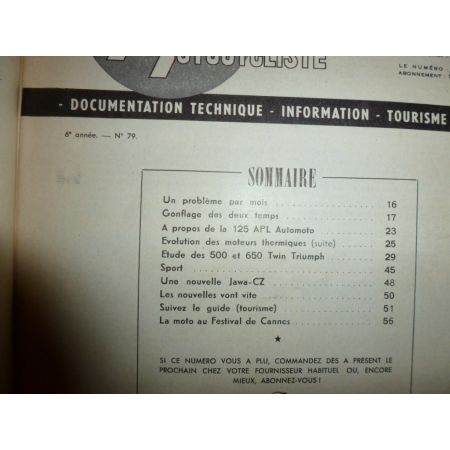 MOTOCYCLISTE
LE NUMÉRO
ABONNEMENT :
- DOCUMENTATION TECHNIQUE - INFORMATION - TOURISME
6e année. — N° 79.
SOMMAIRE
Un problème par mois 16
Gonflage des deux temps 17
A propos de la 125 APL Automoto 23
Evolution des moteurs thermiques (suite) 25
Etude des 500 et 650 Twin Triumph 29
Sport 45
Une nouvelle Jawa-CZ 48
Les nouvelles vont vite 50
Suivez le guide (tourisme) 51
La moto au Festival de Cannes 56
★
SI CE NUMERO VOUS A PLU, COMMANDEZ DÈS A PRÉSENT LE
PROCHAIN CHEZ VOTRE FOURNISSEUR HABITUEL OU, ENCORE
MIEUX, ABONNEZ-VOUS !